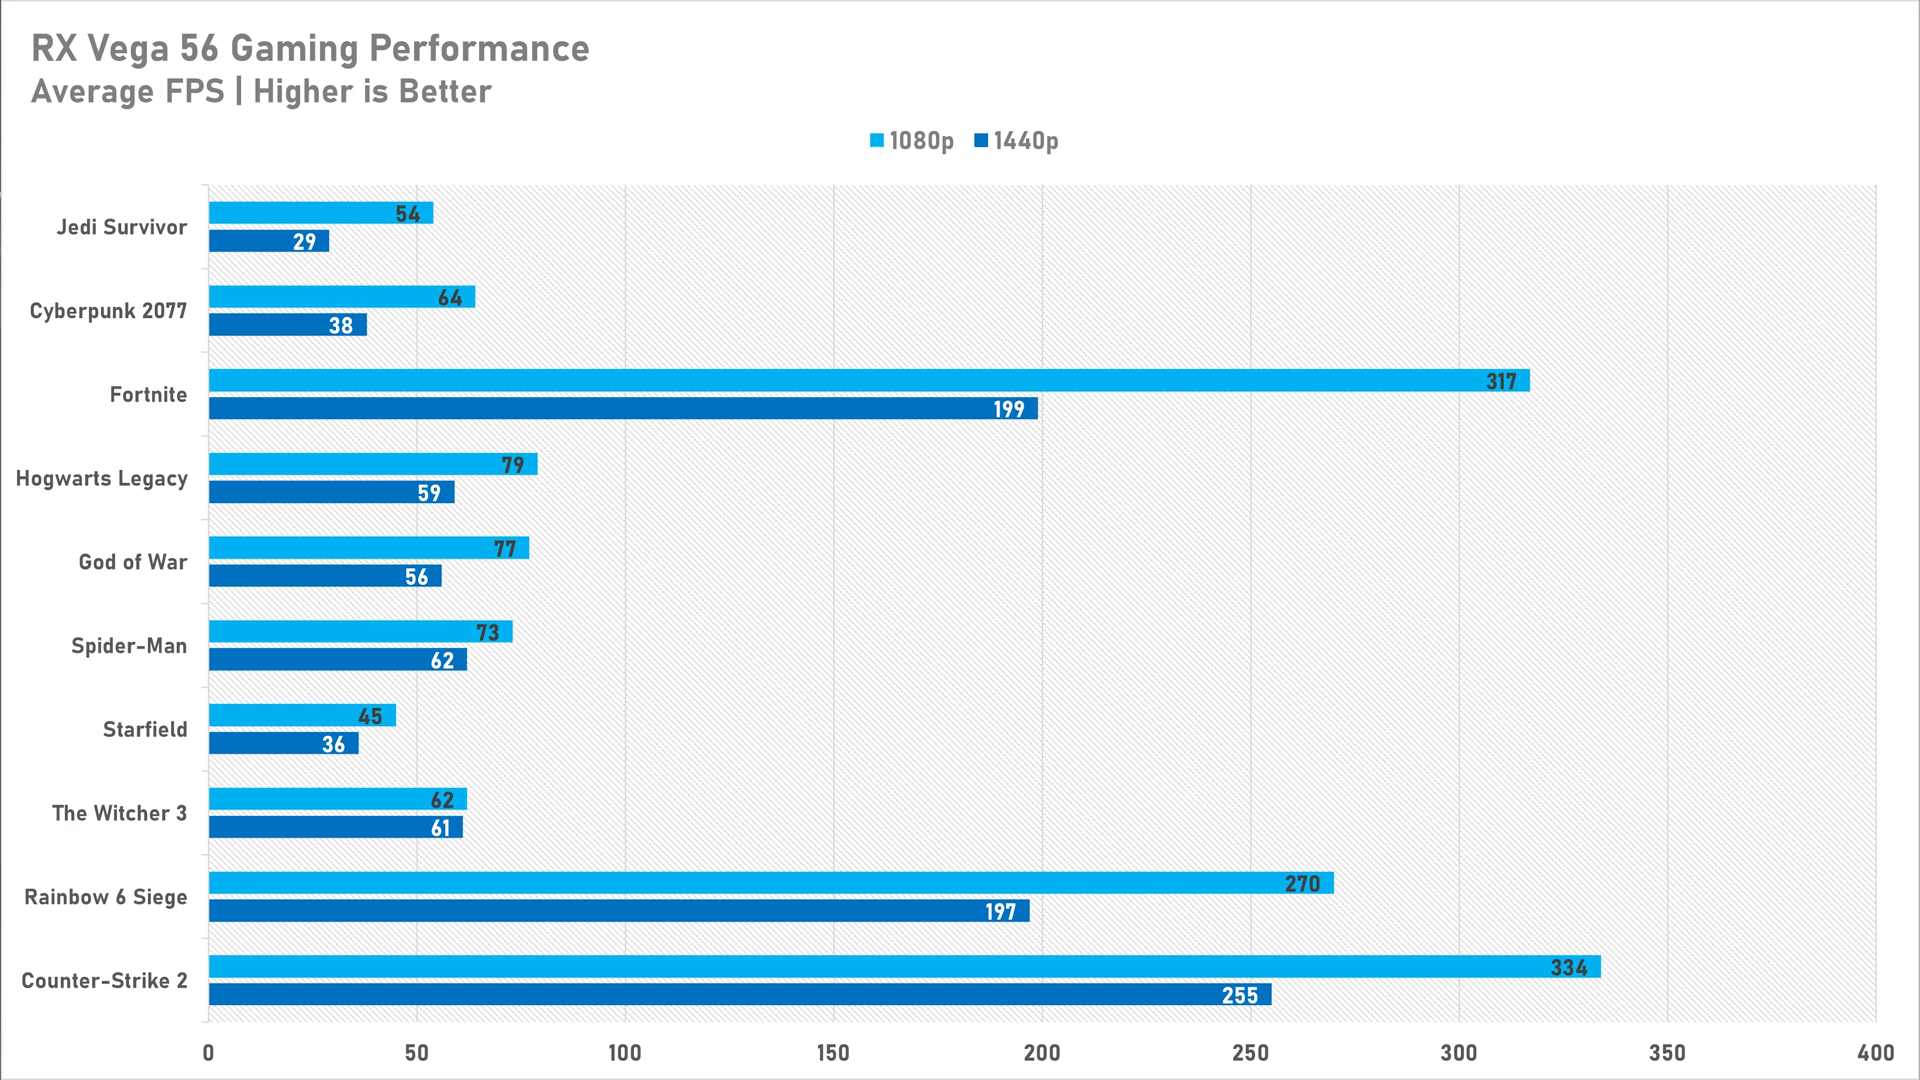 RX Vega 56 Gaming Performance
Average FPS | Higher is Better
1080p 1440p
Jedi Survivor 54
29
Cyberpunk 2077 64
38
Fortnite 317
199
Hogwarts Legacy 79
59
God of War 77
56
Spider-Man 73
62
Starfield 45
36
The Witcher 3 62
61
Rainbow 6 Siege 270
197
Counter-Strike 2 334
255
0 50 100 150 200 250 300 350 400